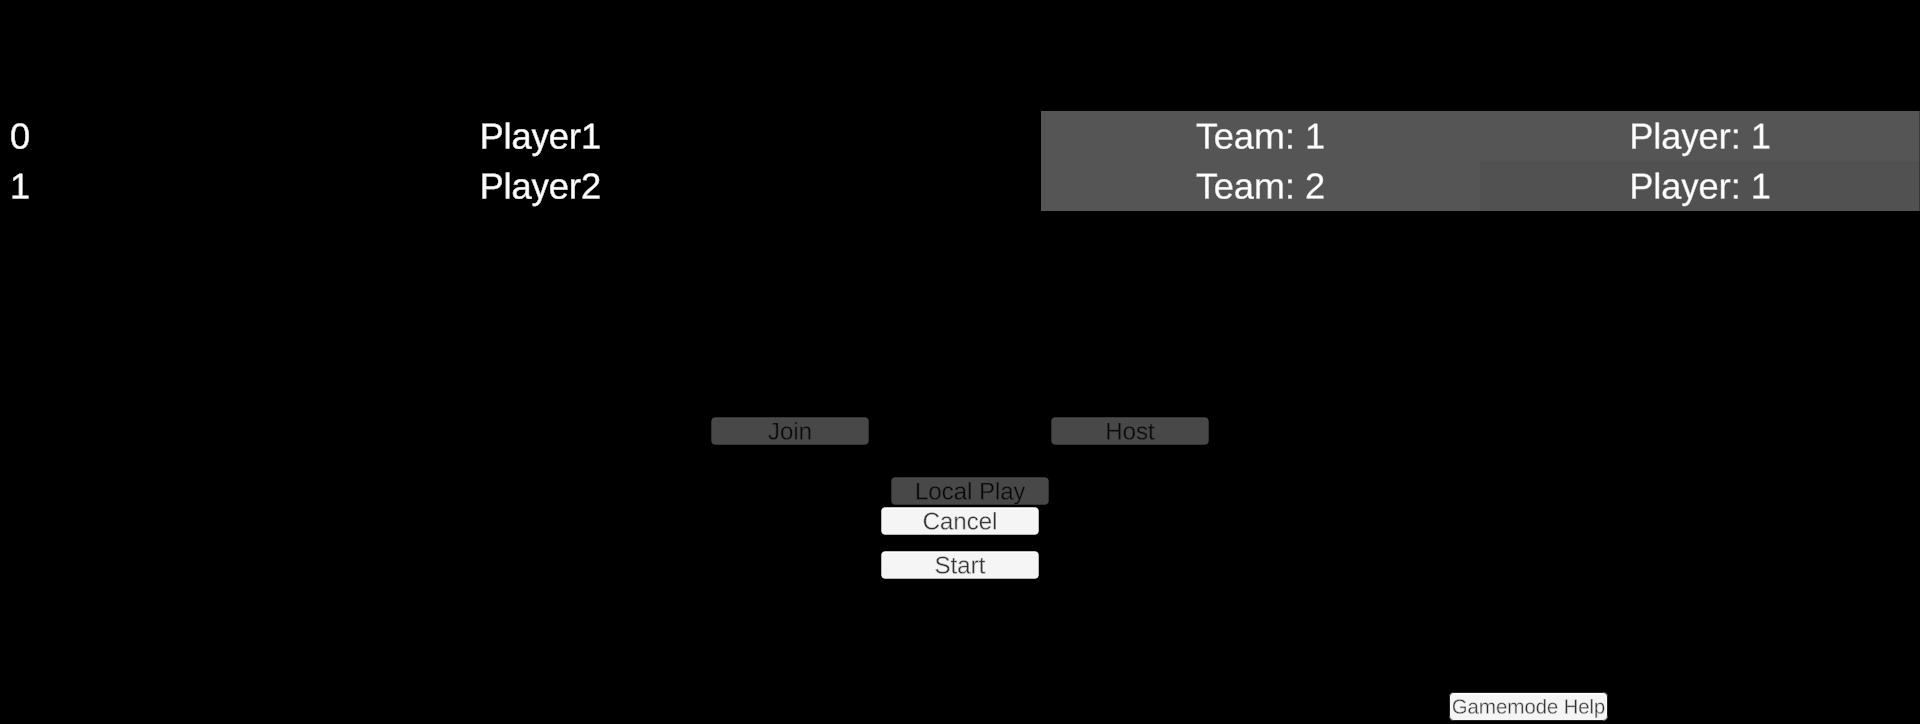 0 Player1 Team: 1 Player: 1
1 Player2 Team: 2 Player: 1
Join Host
Local Play
Cancel
Start
Gamemode Help